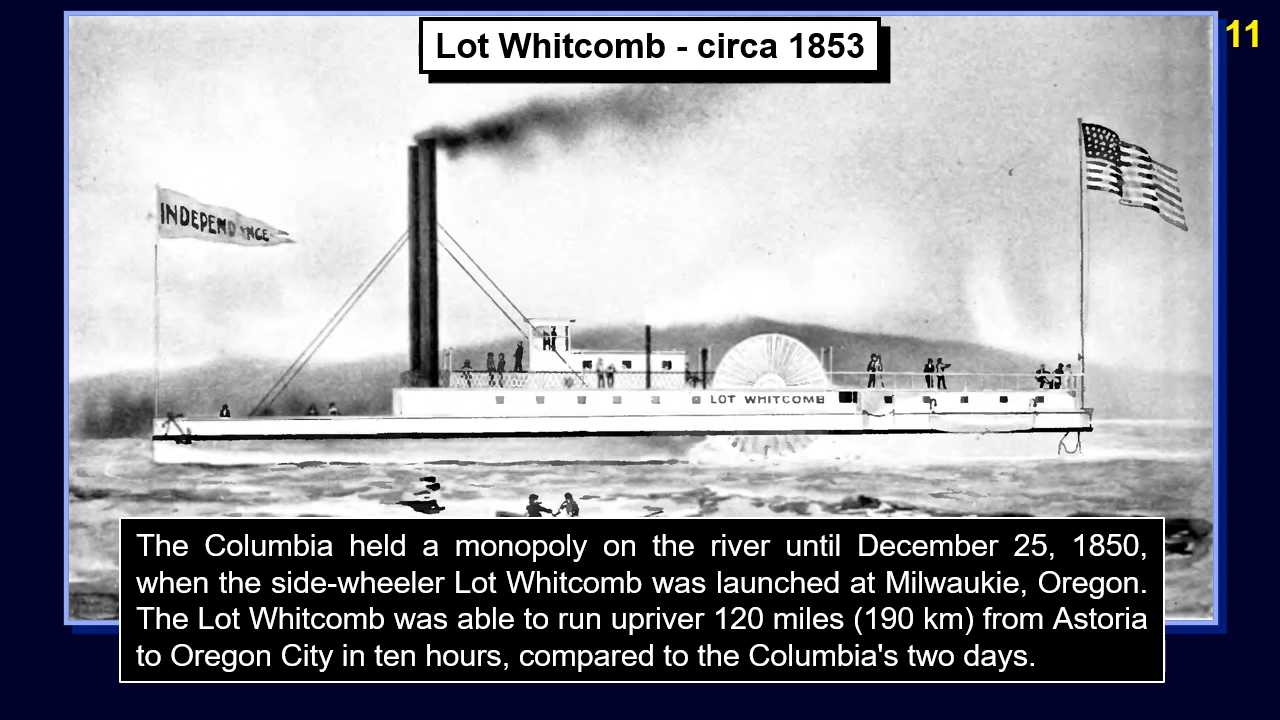 Lot Whitcomb - circa 1853
11
INDEPEND
LOT WHITCOMB
The Columbia held a monopoly on the river until December 25, 1850,
when the side-wheeler Lot Whitcomb was launched at Milwaukie, Oregon.
The Lot Whitcomb was able to run upriver 120 miles (190 km) from Astoria
to Oregon City in ten hours, compared to the Columbia's two days.